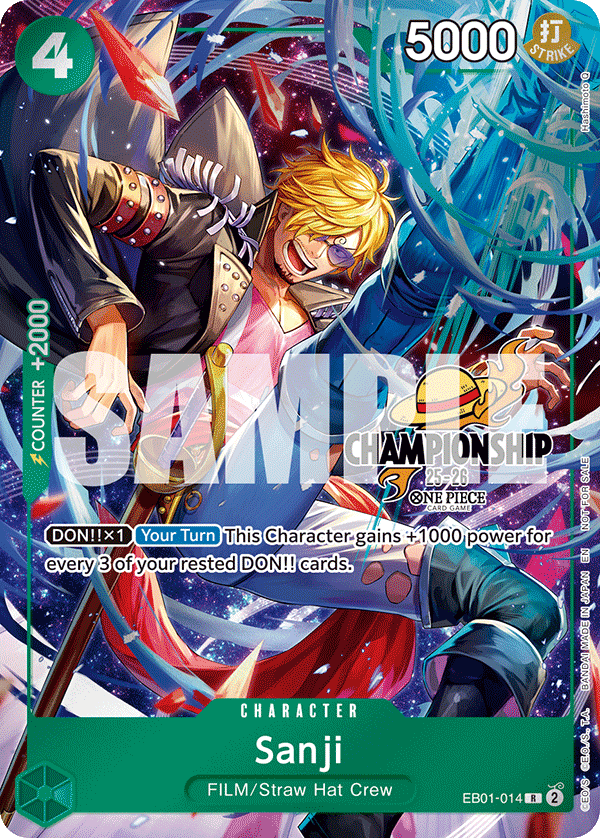 4
5000
打
STRIKE
Hashimoto Q
COUNTER +2000
SAMPLE
CHAMPIONSHIP
25-26
ONE PIECE
CARD GAME
DON!!×1 Your Turn This Character gains +1000 power for
every 3 of your rested DON!! cards.
CHARACTER
Sanji
FILM/Straw Hat Crew
EB01-014 R 2
©E.O./S., T.A. BANDAI MADE IN JAPAN EN NOT FOR SALE